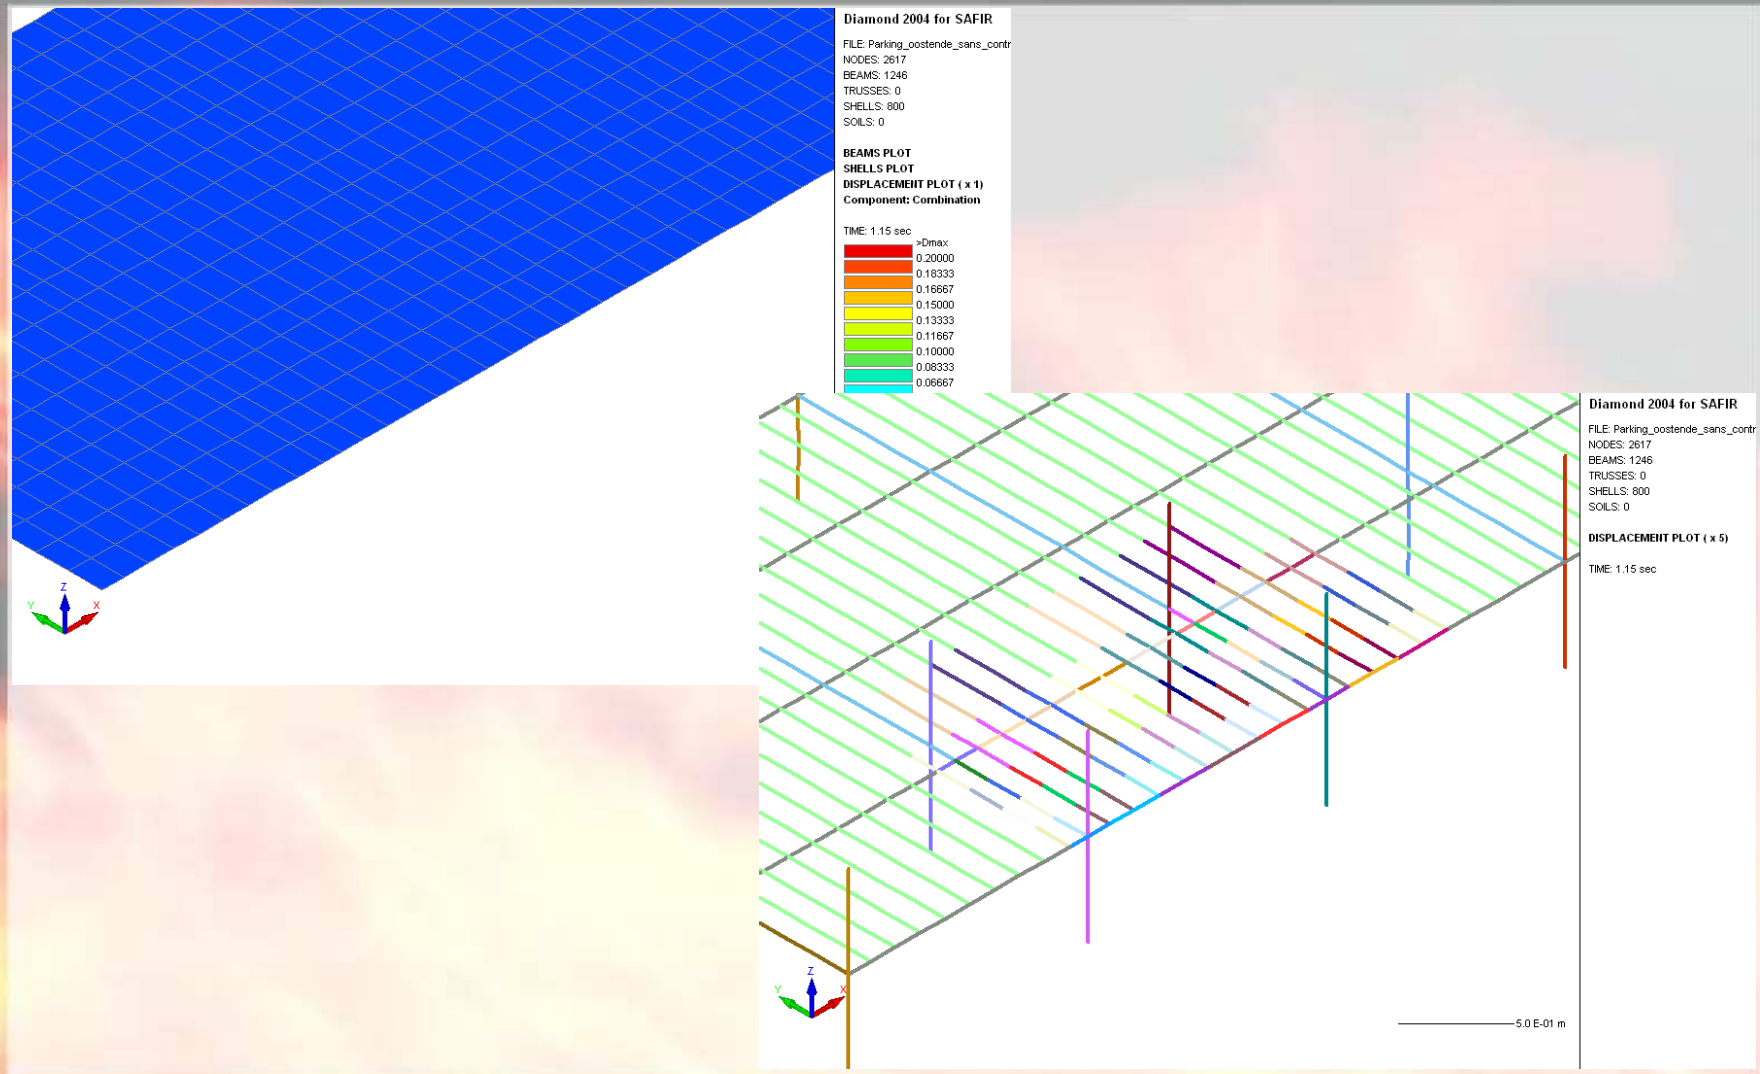 Diamond 2004 for SAFIR
FILE: Parking_oostende_sans_contr
NODES: 2617
BEAMS: 1246
TRUSSES: 0
SHELLS: 800
SOILS: 0
BEAMS PLOT
SHELLS PLOT
DISPLACEMENT PLOT ( x 1)
Component: Combination
TIME: 1.15 sec
>Dmax
0.20000
0.18333
0.16667
0.15000
0.13333
0.11667
0.10000
0.08333
0.06667
Z
Y X
Diamond 2004 for SAFIR
FILE: Parking_oostende_sans_contr
NODES: 2617
BEAMS: 1246
TRUSSES: 0
SHELLS: 800
SOILS: 0
DISPLACEMENT PLOT ( x 5)
TIME: 1.15 sec
Z
Y X
5.0 E-01 m